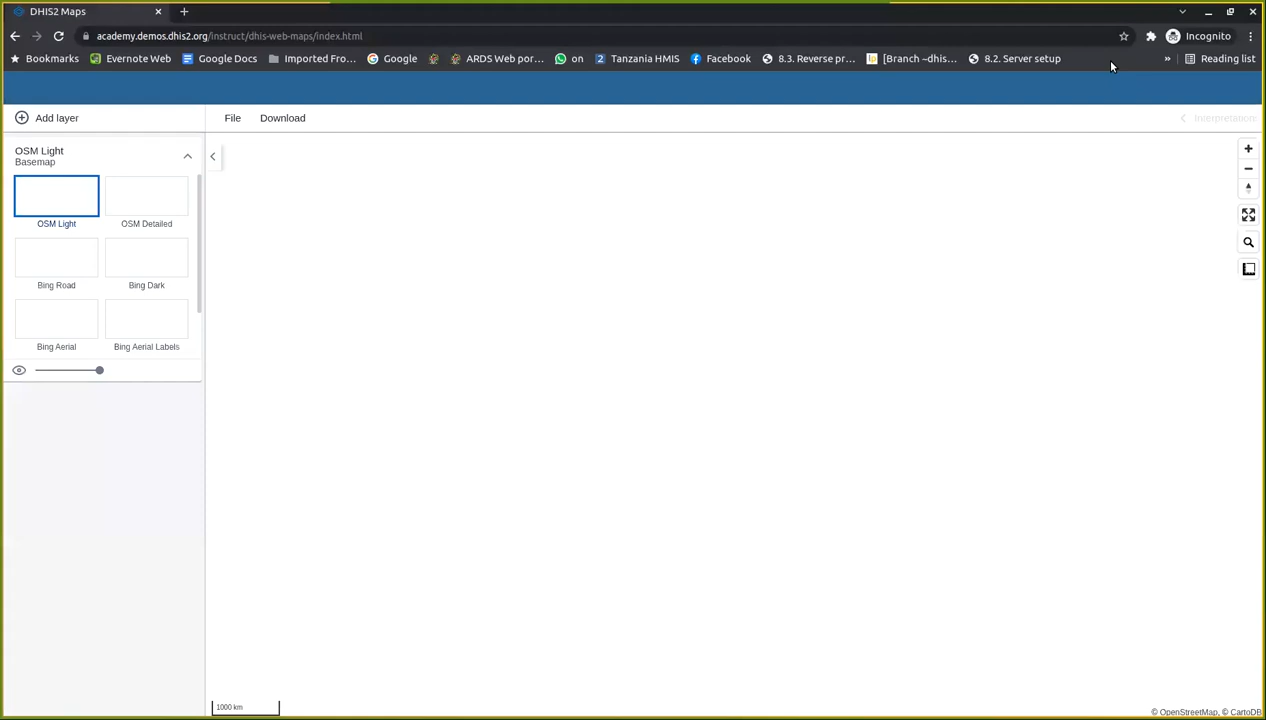 DHIS2 Maps
academy.demos.dhis2.org/instruct/dhis-web-maps/index.html
Incognito
Bookmarks
Evernote Web
Google Docs
Imported Fro...
Google
ARDS Web por...
on
2 Tanzania HMIS
Facebook
8.3. Reverse pr...
[Branch –dhis...
8.2. Server setup
»
Reading list
Add layer
File
Download
Interpretations
OSM Light
Basemap
OSM Light
OSM Detailed
Bing Road
Bing Dark
Bing Aerial
Bing Aerial Labels
1000 km
© OpenStreetMap, © CartoDB